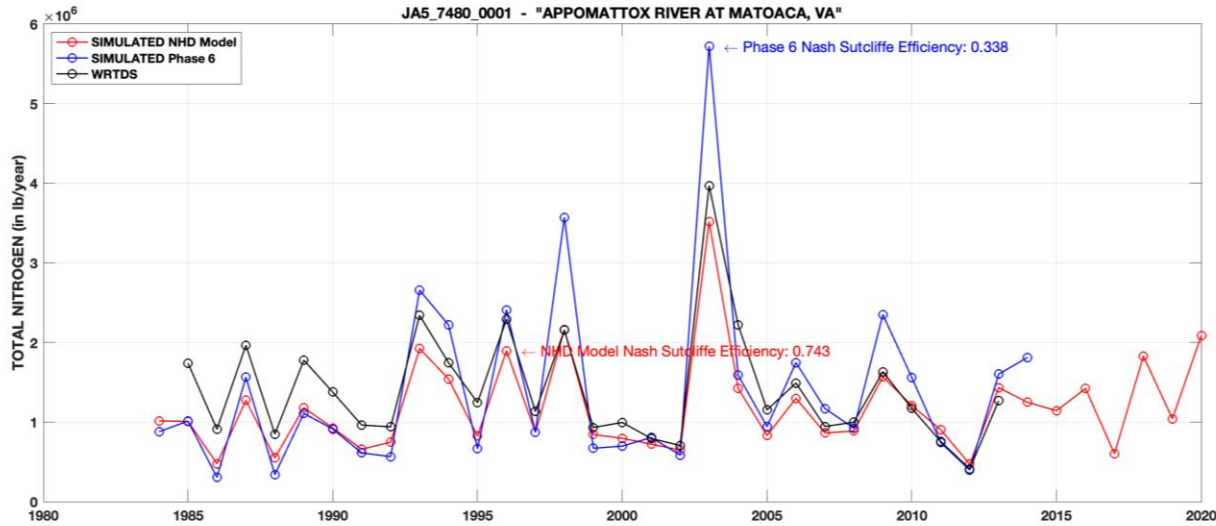 JA5_7480_0001 - "APPOMATTOX RIVER AT MATOACA, VA"
×10⁶
6
SIMULATED NHD Model
SIMULATED Phase 6
WRTDS
← Phase 6 Nash Sutcliffe Efficiency: 0.338
5
4
3
2
← NHD Model Nash Sutcliffe Efficiency: 0.743
1
0
TOTAL NITROGEN (in lb/year)
1980 1985 1990 1995 2000 2005 2010 2015 2020